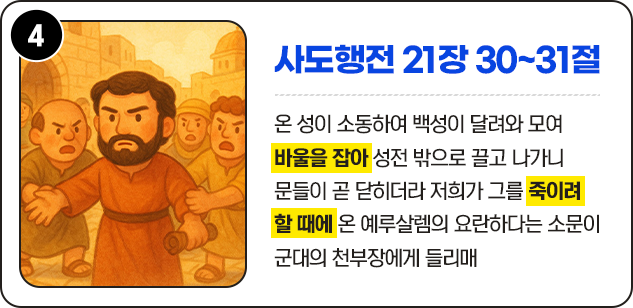 4
사도행전 21장 30~31절
온 성이 소동하여 백성이 달려와 모여
바울을 잡아 성전 밖으로 끌고 나가니
문들이 곧 닫히더라 저희가 그를 죽이려
할 때에 온 예루살렘의 요란하다는 소문이
군대의 천부장에게 들리매